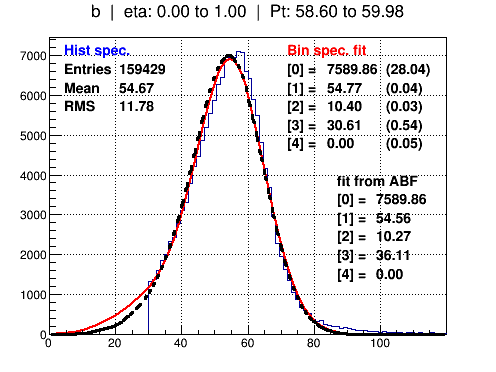 b | eta: 0.00 to 1.00 | Pt: 58.60 to 59.98
Hist spec.
Entries 159429
Mean 54.67
RMS 11.78
Bin spec. fit
[0] = 7589.86 (28.04)
[1] = 54.77 (0.04)
[2] = 10.40 (0.03)
[3] = 30.61 (0.54)
[4] = 0.00 (0.05)
fit from ABF
[0] = 7589.86
[1] = 54.56
[2] = 10.27
[3] = 36.11
[4] = 0.00
7000
6000
5000
4000
3000
2000
1000
0
0 20 40 60 80 100